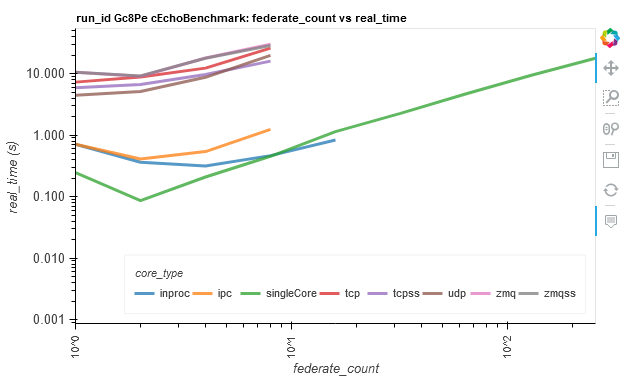 run_id Gc8Pe cEchoBenchmark: federate_count vs real_time
10.000
1.000
0.100
0.010
0.001
real_time (s)
core_type
inproc ipc singleCore tcp tcpss udp zmq zmqss
10^0 10^1 10^2
federate_count